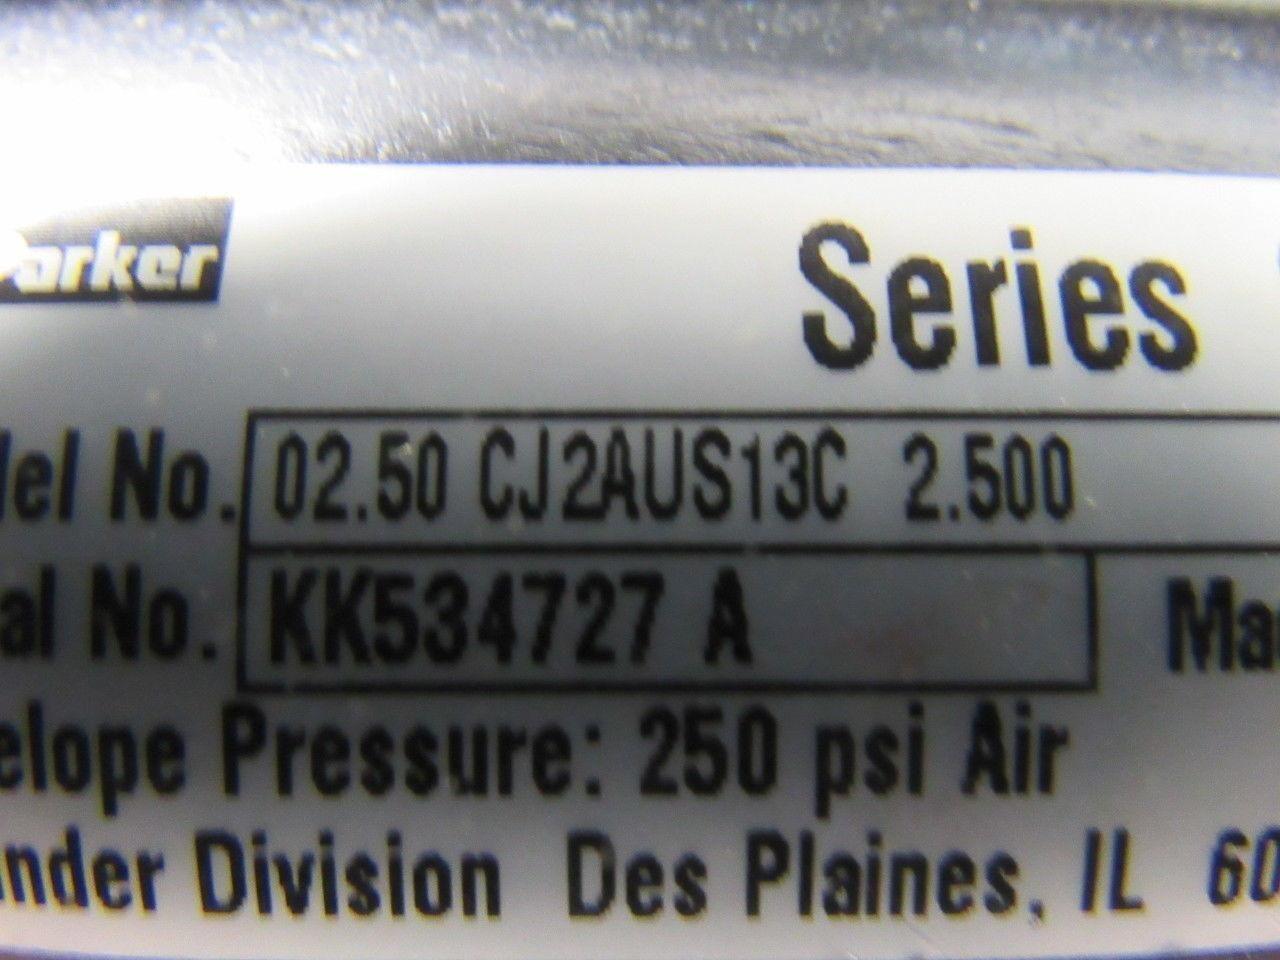 Parker
Series
del No. 02.50 CJ2AUS13C 2.500
al No. KK534727 A Ma
elope Pressure: 250 psi Air
nder Division Des Plaines, IL 60